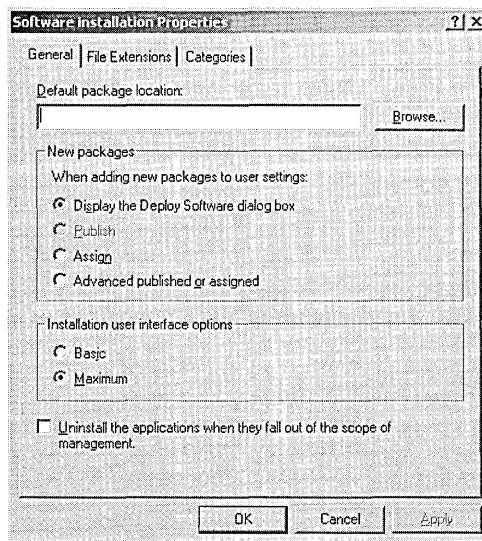 Software Installation Properties ? ×
General File Extensions Categories
Default package location:
Browse...
New packages
When adding new packages to user settings:
Display the Deploy Software dialog box
Publish
Assign
Advanced published or assigned
Installation user interface options
Basic
Maximum
Uninstall the applications when they fall out of the scope of
management.
OK Cancel Apply